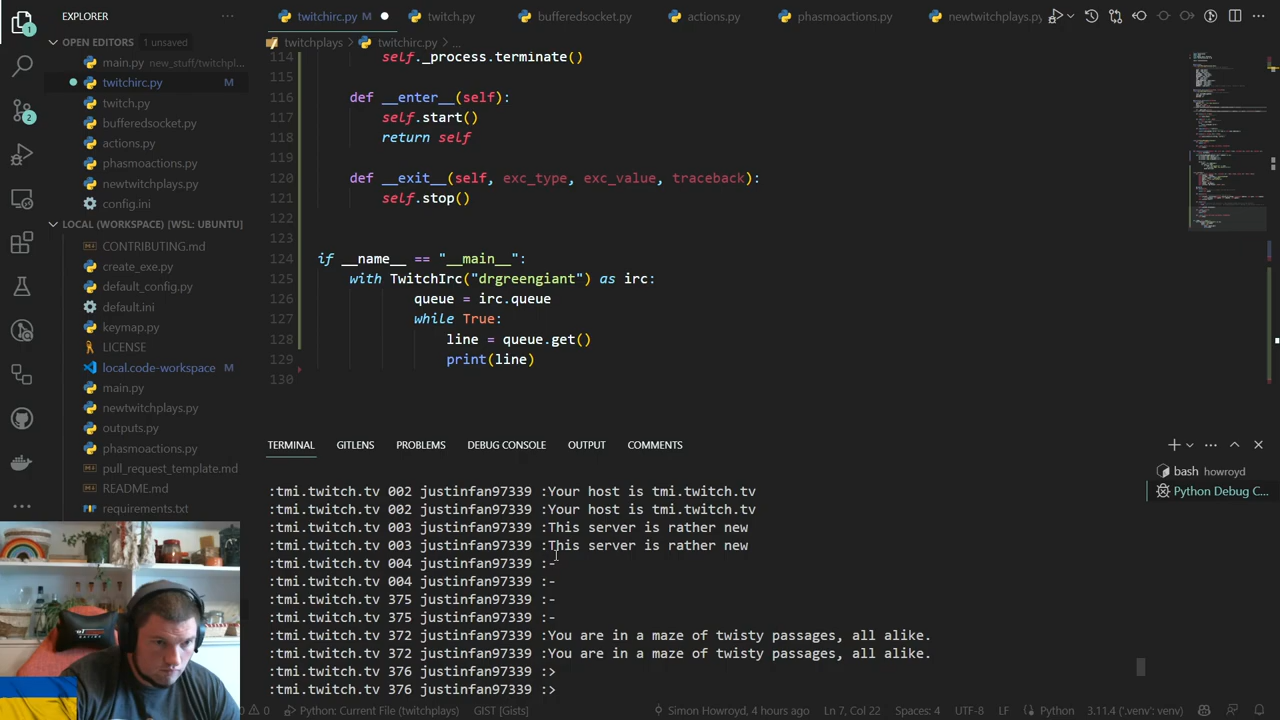 EXPLORER
OPEN EDITORS 1 unsaved
main.py new_stuff/twitchpl...
twitchirc.py M
twitch.py
bufferedsocket.py
actions.py
phasmoactions.py
newtwitchplays.py
config.ini
LOCAL (WORKSPACE) [WSL: UBUNTU]
CONTRIBUTING.md
create_exe.py
default_config.py
default.ini
keymap.py
LICENSE
local.code-workspace M
main.py
newtwitchplays.py
outputs.py
phasmoactions.py
pull_request_template.md
README.md
requirements.txt
twitchirc.py M
twitch.py
bufferedsocket.py
actions.py
phasmoactions.py
newtwitchplays.py
twitchplays > twitchirc.py > ...
114 self._process.terminate()
115
116 def __enter__(self):
117 self.start()
118 return self
119
120 def __exit__(self, exc_type, exc_value, traceback):
121 self.stop()
122
123
124 if __name__ == "__main__":
125 with TwitchIrc("drgreengiant") as irc:
126 queue = irc.queue
127 while True:
128 line = queue.get()
129 print(line)
130
TERMINAL GITLENS PROBLEMS DEBUG CONSOLE OUTPUT COMMENTS
:tmi.twitch.tv 002 justinfan97339 :Your host is tmi.twitch.tv
:tmi.twitch.tv 002 justinfan97339 :Your host is tmi.twitch.tv
:tmi.twitch.tv 003 justinfan97339 :This server is rather new
:tmi.twitch.tv 003 justinfan97339 :This server is rather new
:tmi.twitch.tv 004 justinfan97339 :-
:tmi.twitch.tv 004 justinfan97339 :-
:tmi.twitch.tv 375 justinfan97339 :-
:tmi.twitch.tv 375 justinfan97339 :-
:tmi.twitch.tv 372 justinfan97339 :You are in a maze of twisty passages, all alike.
:tmi.twitch.tv 372 justinfan97339 :You are in a maze of twisty passages, all alike.
:tmi.twitch.tv 376 justinfan97339 :>
:tmi.twitch.tv 376 justinfan97339 :>
bash howroyd
Python Debug C...
0 Python: Current File (twitchplays) GIST [Gists] Simon Howroyd, 4 hours ago Ln 7, Col 22 Spaces: 4 UTF-8 LF Python 3.11.4 ('.venv': venv)